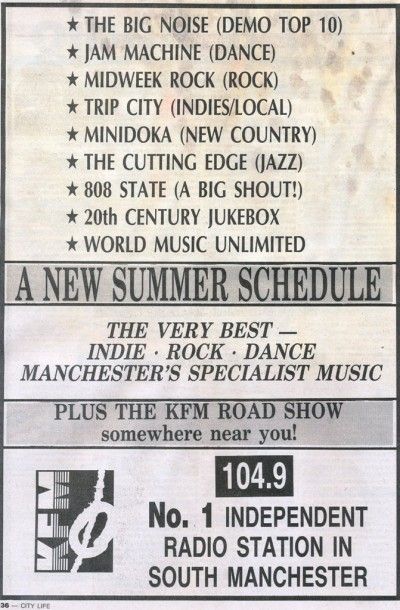 ★ THE BIG NOISE (DEMO TOP 10)
★ JAM MACHINE (DANCE)
★ MIDWEEK ROCK (ROCK)
★ TRIP CITY (INDIES/LOCAL)
★ MINIDOKA (NEW COUNTRY)
★ THE CUTTING EDGE (JAZZ)
★ 808 STATE (A BIG SHOUT!)
★ 20th CENTURY JUKEBOX
★ WORLD MUSIC UNLIMITED
A NEW SUMMER SCHEDULE
THE VERY BEST —
INDIE · ROCK · DANCE
MANCHESTER'S SPECIALIST MUSIC
PLUS THE KFM ROAD SHOW
somewhere near you!
KFM
104.9
No. 1 INDEPENDENT
RADIO STATION IN
SOUTH MANCHESTER
36 — CITY LIFE